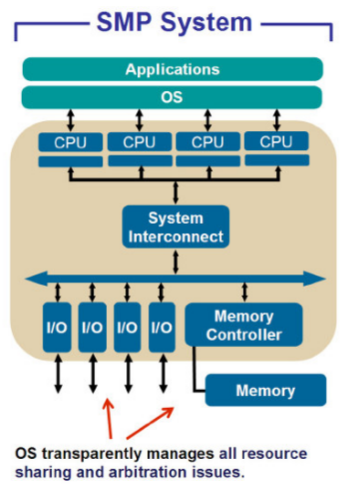 SMP System
Applications
OS
CPU CPU CPU CPU
System
Interconnect
I/O I/O I/O I/O
Memory
Controller
Memory
OS transparently manages all resource
sharing and arbitration issues.